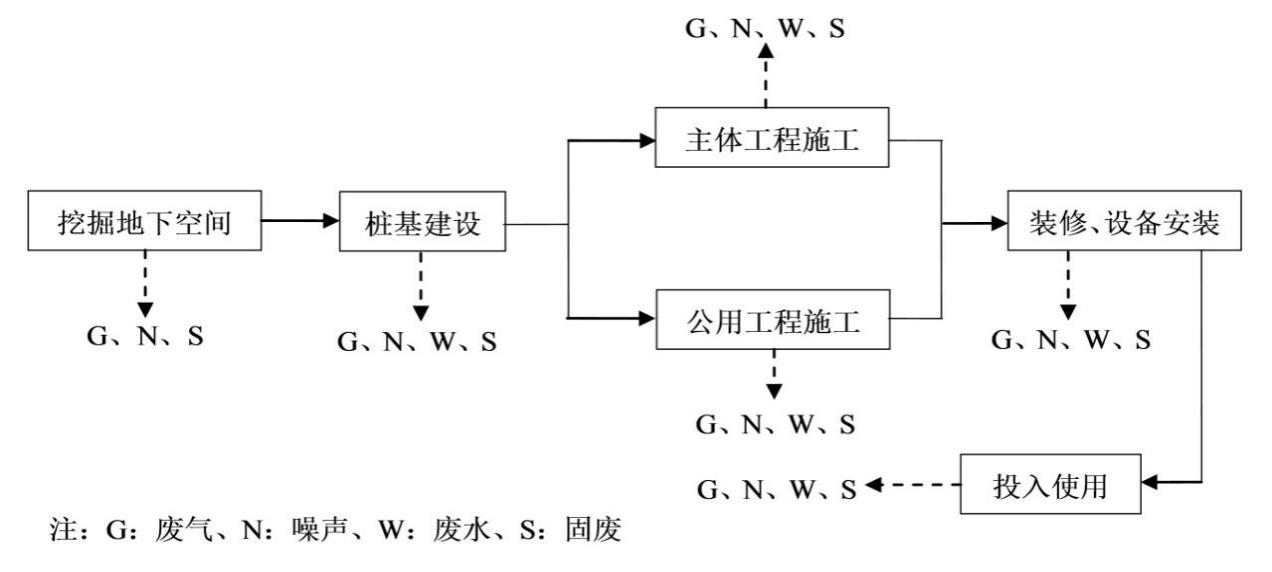 G、N、W、S
主体工程施工
挖掘地下空间
桩基建设
装修、设备安装
G、N、S
G、N、W、S
公用工程施工
G、N、W、S
G、N、W、S
G、N、W、S
投入使用
注：G：废气、N：噪声、W：废水、S：固废